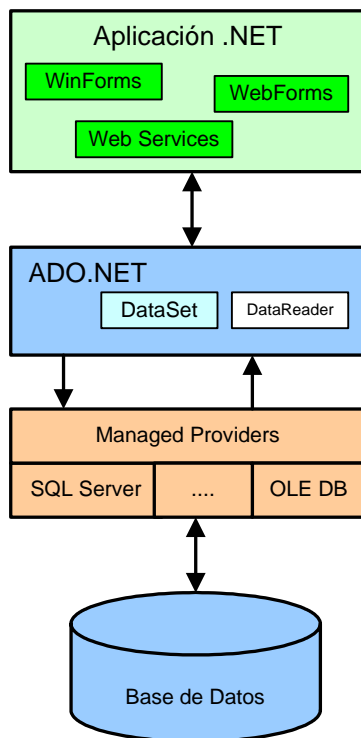 Aplicación .NET
WinForms
WebForms
Web Services
ADO.NET
DataSet
DataReader
Managed Providers
SQL Server
....
OLE DB
Base de Datos